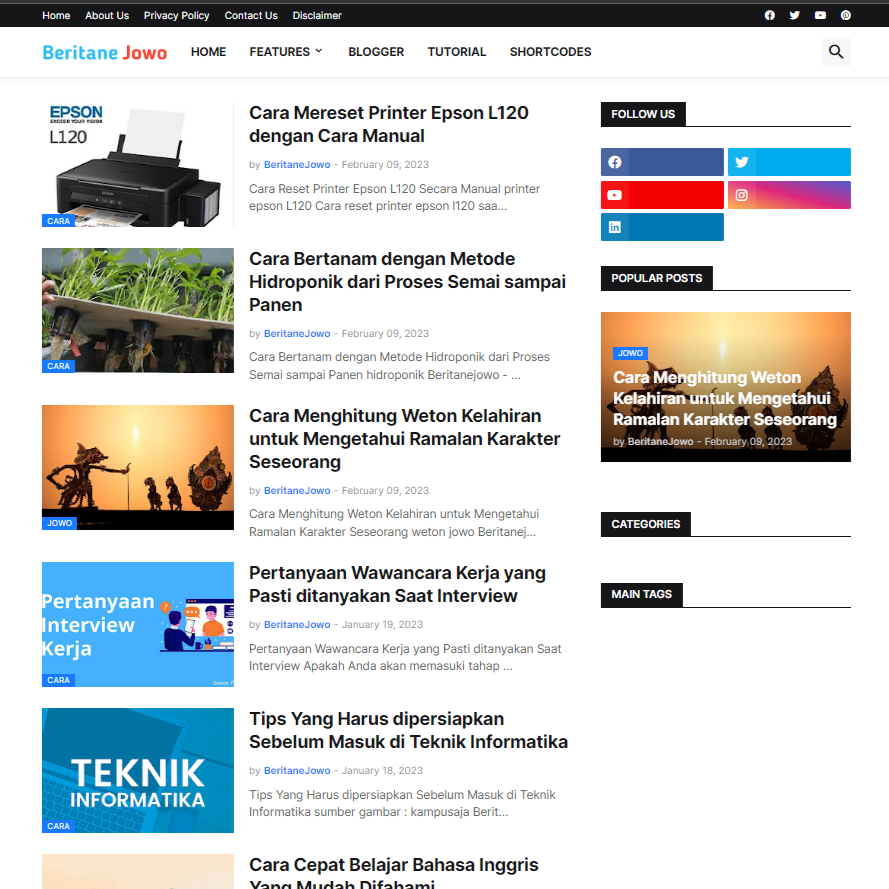 Home About Us Privacy Policy Contact Us Disclaimer
Beritane Jowo HOME FEATURES BLOGGER TUTORIAL SHORTCODES
EPSON
EXCEED YOUR VISION
L120
CARA
Cara Mereset Printer Epson L120
dengan Cara Manual
by BeritaneJowo - February 09, 2023
Cara Reset Printer Epson L120 Secara Manual printer
epson L120 Cara reset printer epson l120 saa...
CARA
Cara Bertanam dengan Metode
Hidroponik dari Proses Semai sampai
Panen
by BeritaneJowo - February 09, 2023
Cara Bertanam dengan Metode Hidroponik dari Proses
Semai sampai Panen hidroponik Beritanejowo - ...
JOWO
Cara Menghitung Weton Kelahiran
untuk Mengetahui Ramalan Karakter
Seseorang
by BeritaneJowo - February 09, 2023
Cara Menghitung Weton Kelahiran untuk Mengetahui
Ramalan Karakter Seseorang weton jowo Beritanej...
Pertanyaan
Interview
Kerja
CARA
Pertanyaan Wawancara Kerja yang
Pasti ditanyakan Saat Interview
by BeritaneJowo - January 19, 2023
Pertanyaan Wawancara Kerja yang Pasti ditanyakan Saat
Interview Apakah Anda akan memasuki tahap ...
TEKNIK
INFORMATIKA
CARA
Tips Yang Harus dipersiapkan
Sebelum Masuk di Teknik Informatika
by BeritaneJowo - January 18, 2023
Tips Yang Harus dipersiapkan Sebelum Masuk di Teknik
Informatika sumber gambar : kampusaja Berit...
Cara Cepat Belajar Bahasa Inggris
Yang Mudah Difahami
FOLLOW US
POPULAR POSTS
JOWO
Cara Menghitung Weton
Kelahiran untuk Mengetahui
Ramalan Karakter Seseorang
by BeritaneJowo - February 09, 2023
CATEGORIES
MAIN TAGS